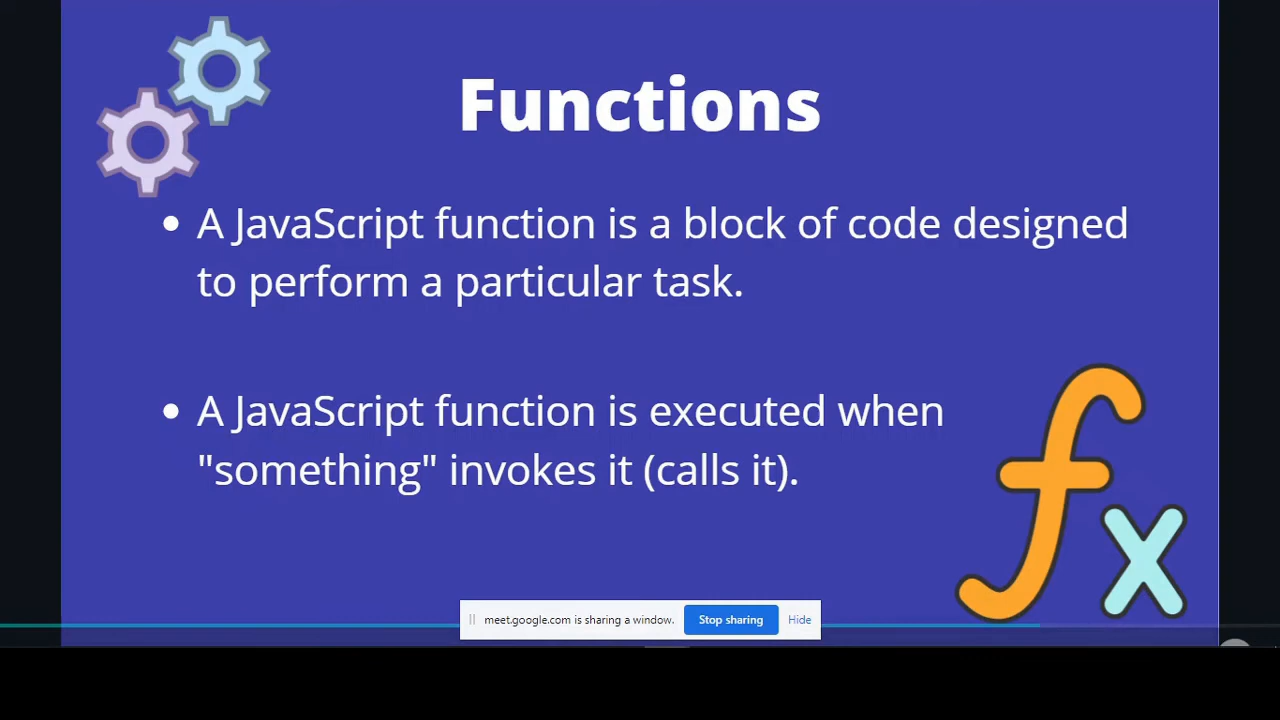 Functions
• A JavaScript function is a block of code designed
to perform a particular task.
• A JavaScript function is executed when
"something" invokes it (calls it).
fx
meet.google.com is sharing a window. Stop sharing Hide